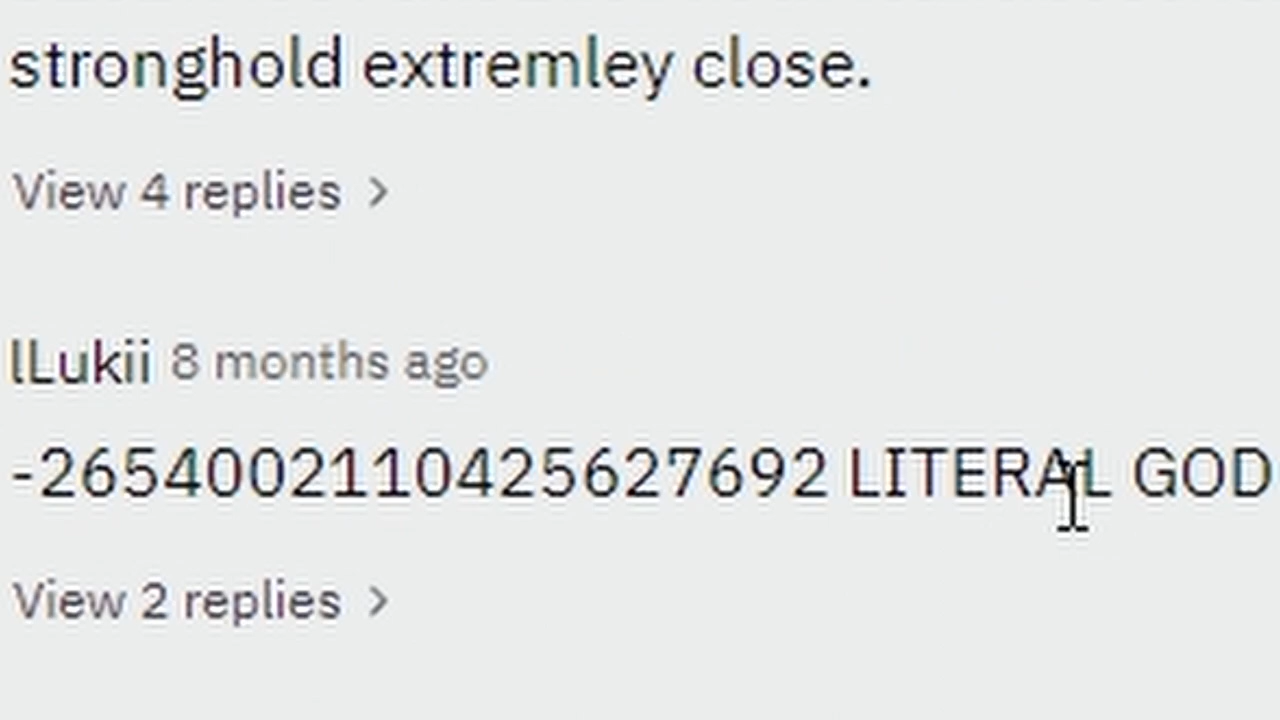 stronghold extremley close.
View 4 replies >
lLukii 8 months ago
-2654002110425627692 LITERAL GOD
View 2 replies >